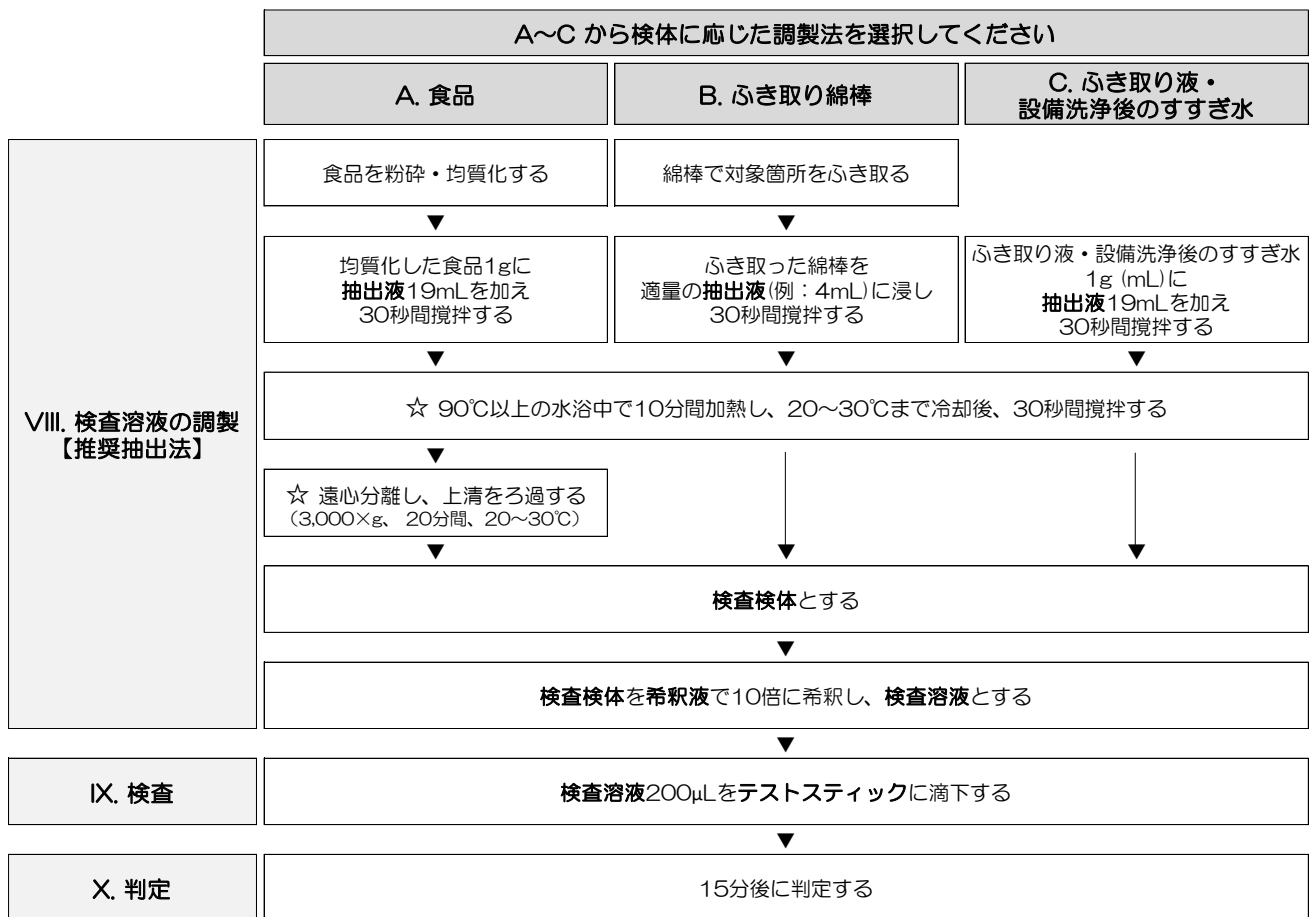 A～C から検体に応じた調製法を選択してください
A. 食品
B. ふき取り綿棒
C. ふき取り液・
設備洗浄後のすすぎ水
VIII. 検査溶液の調製
【推奨抽出法】
食品を粉砕・均質化する
綿棒で対象箇所をふき取る
▼
▼
均質化した食品1gに
抽出液19mLを加え
30秒間撹拌する
ふき取った綿棒を
適量の抽出液(例：4mL)に浸し
30秒間撹拌する
ふき取り液・設備洗浄後のすすぎ水
1g (mL)に
抽出液19mLを加え
30秒間撹拌する
▼
▼
▼
☆ 90℃以上の水浴中で10分間加熱し、20～30℃まで冷却後、30秒間撹拌する
▼
☆ 遠心分離し、上清をろ過する
（3,000×g、 20分間、20～30℃）
▼
▼
▼
検査検体とする
▼
検査検体を希釈液で10倍に希釈し、検査溶液とする
▼
IX. 検査
検査溶液200μLをテストスティックに滴下する
▼
X. 判定
15分後に判定する